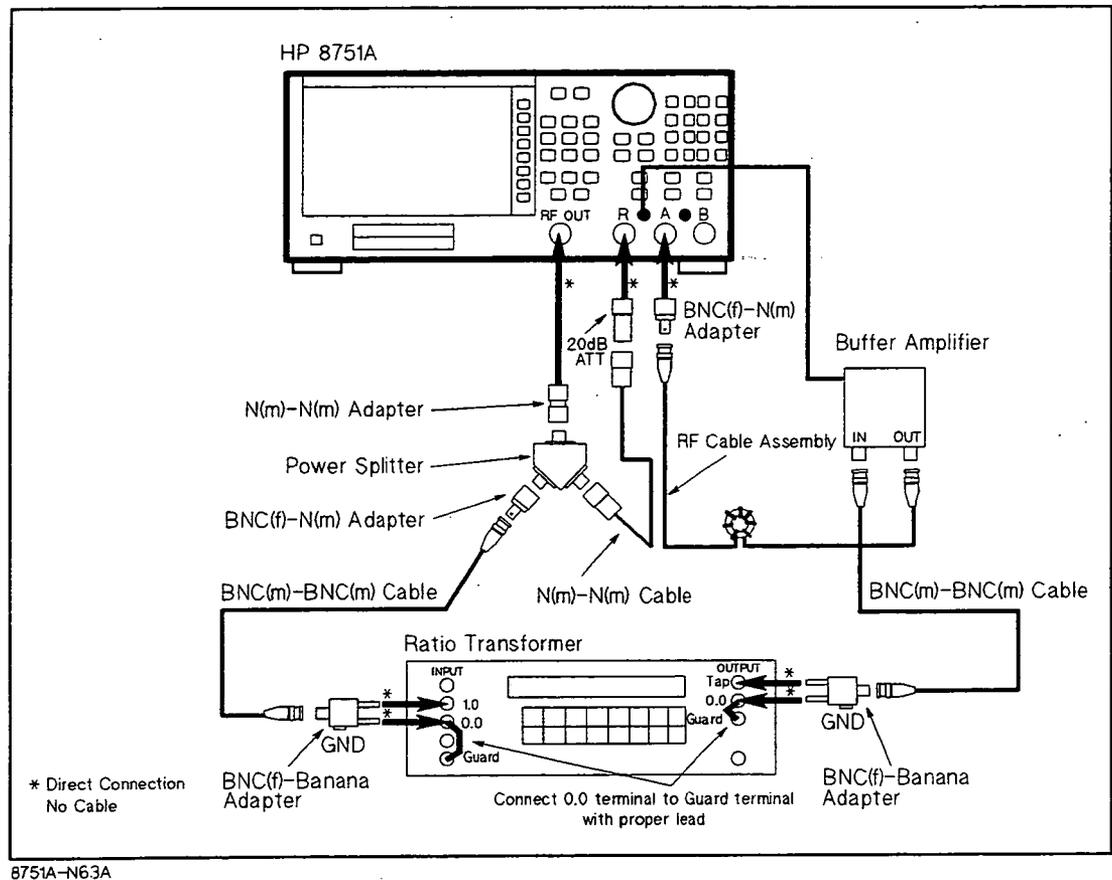 HP 8751A
RF OUT
R
A
B
BNC(f)-N(m)
Adapter
20dB
ATT
Buffer Amplifier
N(m)-N(m) Adapter
IN
OUT
RF Cable Assembly
Power Splitter
BNC(f)-N(m) Adapter
BNC(m)-BNC(m) Cable
N(m)-N(m) Cable
BNC(m)-BNC(m) Cable
Ratio Transformer
INPUT
1.0
0.0
Guard
OUTPUT
Tap
0.0
Guard
GND
GND
BNC(f)-Banana
Adapter
BNC(f)-Banana
Adapter
* Direct Connection
No Cable
Connect 0.0 terminal to Guard terminal
with proper lead
*
*
*
*
*
*
*
8751A-N63A